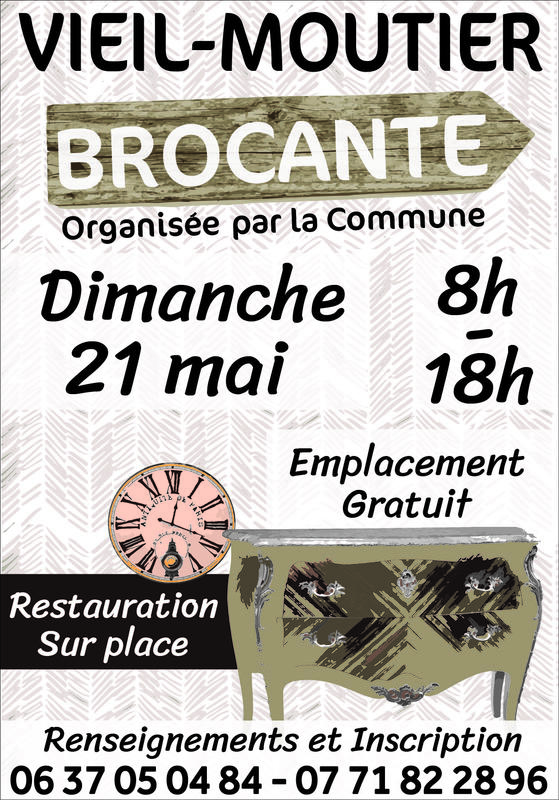 VIEIL-MOUTIER
BROCANTE
Organisée par la Commune
Dimanche
21 mai
8h
-
18h
Emplacement
Gratuit
Restauration
Sur place
Renseignements et Inscription
06 37 05 04 84 - 07 71 82 28 96